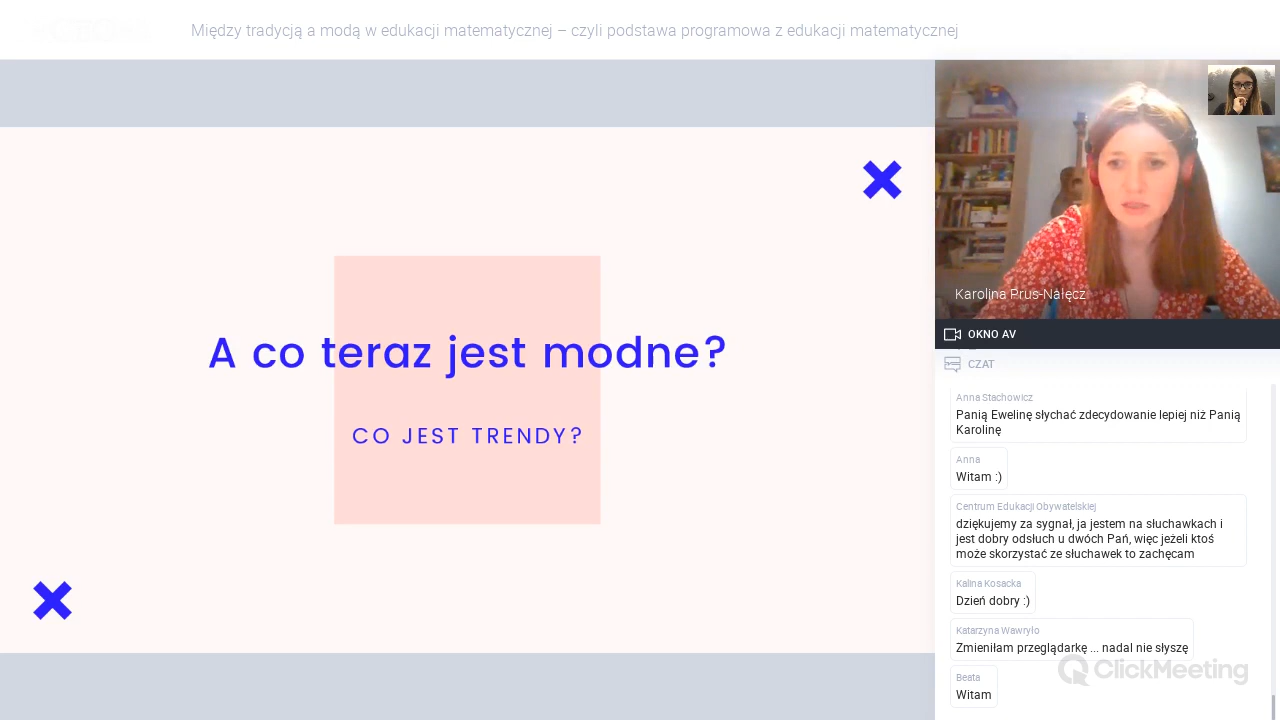 Między tradycją a modą w edukacji matematycznej – czyli podstawa programowa z edukacji matematycznej
A co teraz jest modne?
CO JEST TRENDY?
Karolina Prus-Nałęcz
OKNO AV
CZAT
Anna Stachowicz
Panią Ewelinę słychać zdecydowanie lepiej niż Panią
Karolinę
Anna
Witam :)
Centrum Edukacji Obywatelskiej
dziękujemy za sygnał, ja jestem na słuchawkach i
jest dobry odsłuch u dwóch Pań, więc jeżeli ktoś
może skorzystać ze słuchawek to zachęcam
Kalina Kosacka
Dzień dobry :)
Katarzyna Wawryło
Zmieniłam przeglądarkę ... nadal nie słyszę
Beata
Witam
ClickMeeting